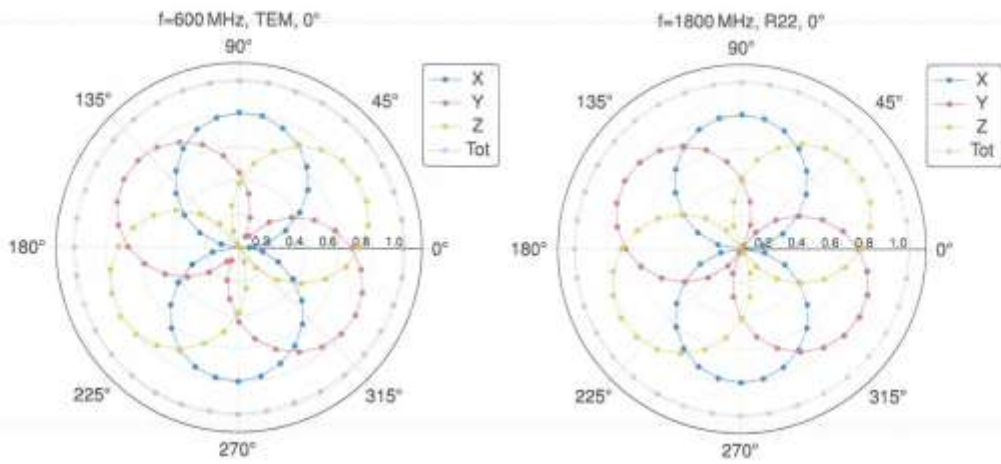 f=600 MHz, TEM, 0°
90°
135°
45°
180°
0.2 0.4 0.6 0.8 1.0
0°
225°
315°
270°
X
Y
Z
Tot
f=1800 MHz, R22, 0°
90°
135°
45°
180°
0.2 0.4 0.6 0.8 1.0
0°
225°
315°
270°
X
Y
Z
Tot